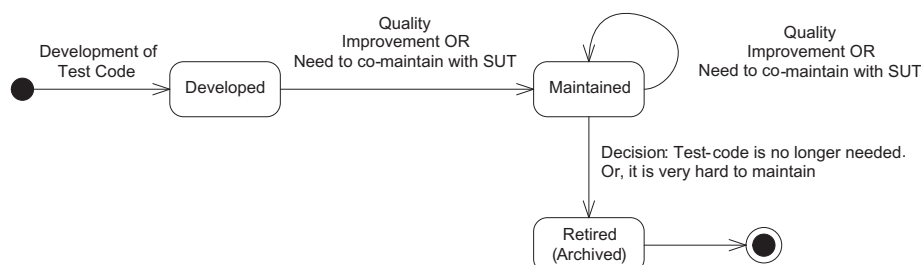 Development of
Test Code
Developed
Quality
Improvement OR
Need to co-maintain with SUT
Maintained
Quality
Improvement OR
Need to co-maintain with SUT
Decision: Test-code is no longer needed.
Or, it is very hard to maintain
Retired
(Archived)